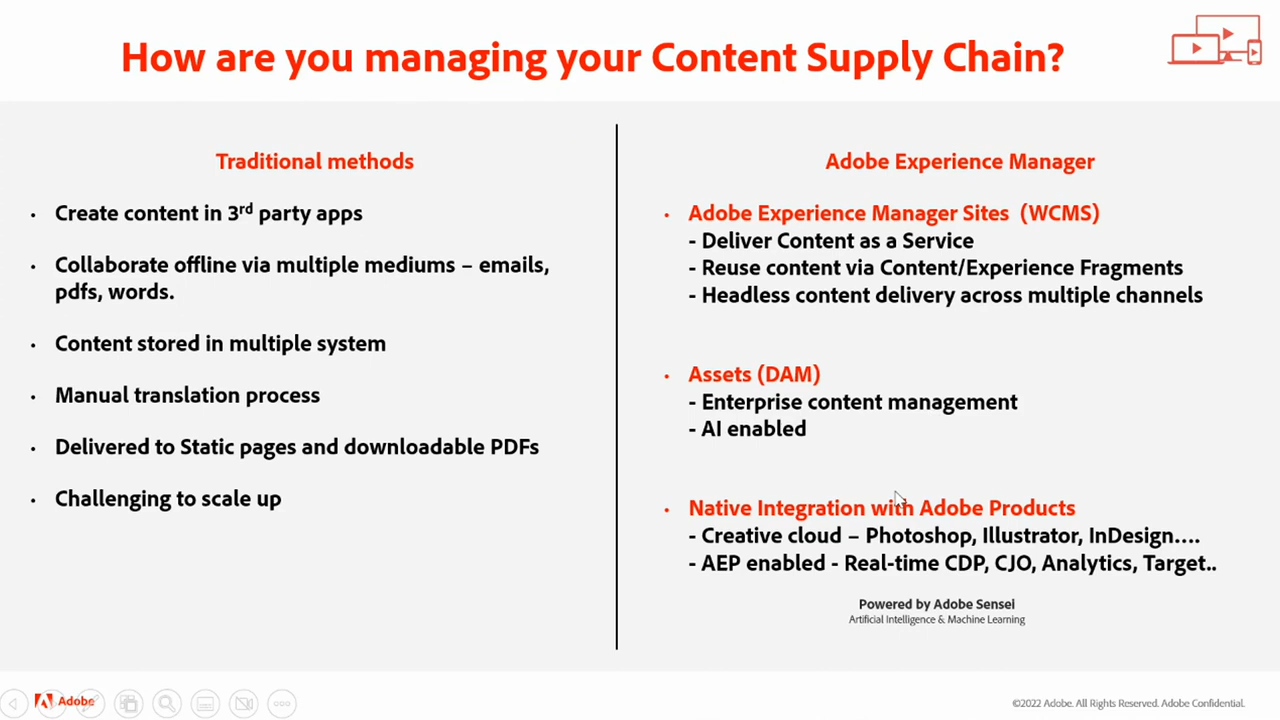 How are you managing your Content Supply Chain?
Traditional methods
• Create content in 3rd party apps
• Collaborate offline via multiple mediums – emails,
pdfs, words.
• Content stored in multiple system
• Manual translation process
• Delivered to Static pages and downloadable PDFs
• Challenging to scale up
Adobe Experience Manager
• Adobe Experience Manager Sites (WCMS)
- Deliver Content as a Service
- Reuse content via Content/Experience Fragments
- Headless content delivery across multiple channels
• Assets (DAM)
- Enterprise content management
- AI enabled
• Native Integration with Adobe Products
- Creative cloud – Photoshop, Illustrator, InDesign....
- AEP enabled - Real-time CDP, CJO, Analytics, Target..
Powered by Adobe Sensei
Artificial Intelligence & Machine Learning
Adobe
©2022 Adobe. All Rights Reserved. Adobe Confidential.